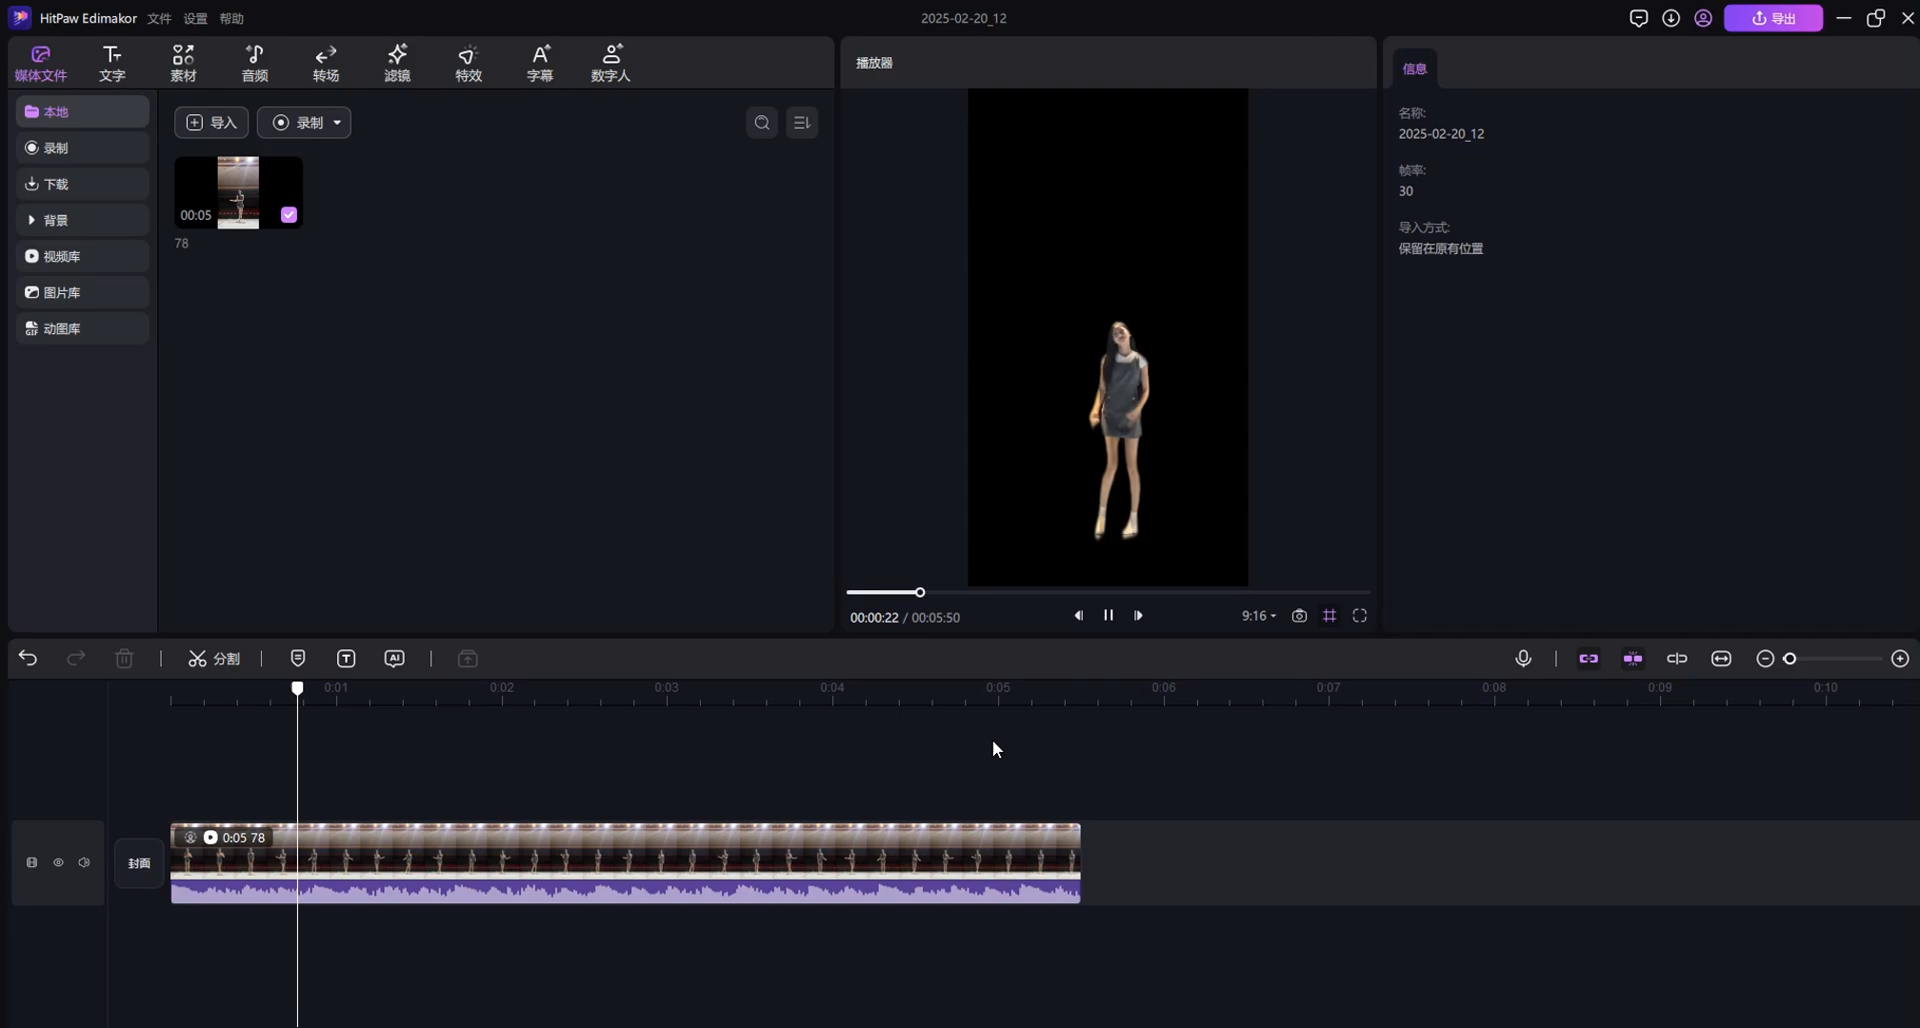 HitPaw Edimakor 文件 设置 帮助
2025-02-20_12
导出
媒体文件 文字 素材 音频 转场 滤镜 特效 字幕 数字人
本地
录制
下载
背景
视频库
图片库
动图库
导入 录制
00:05
78
播放器
00:00:22 / 00:05:50
9:16
信息
名称:
2025-02-20_12
帧率:
30
导入方式:
保留在原有位置
分割
0:01 0:02 0:03 0:04 0:05 0:06 0:07 0:08 0:09 0:10
0:05 78
封面